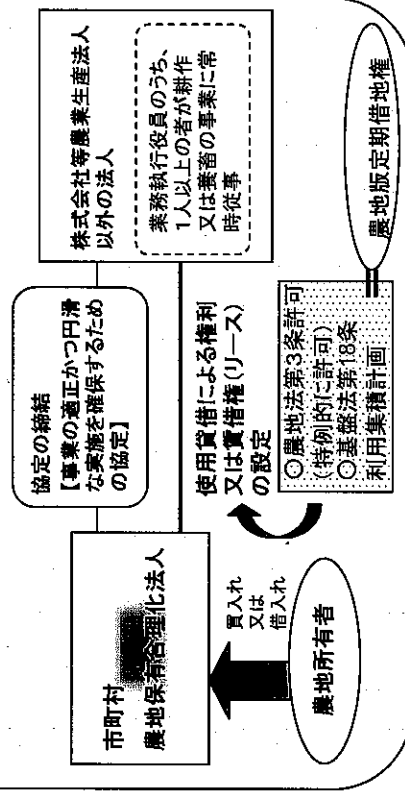 株式会社等農業生産法人
以外の法人
業務執行役員のうち、
1人以上の者が耕作
又は養畜の事業に常
時従事
協定の締結
【事業の適正かつ円滑
な実施を確保するため
の協定】
使用貸借による権利
又は賃借権（リース）
の設定
市町村
農地保有合理化法人
買入れ
又は
借入れ
農地所有者
○農地法第3条許可
（特例的に許可）
○基盤法第18条
利用集積計画
農地版定期借地権